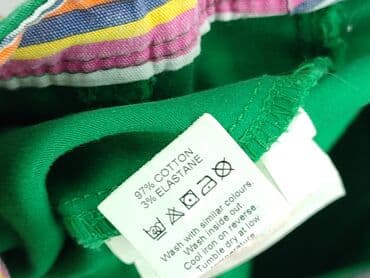 97% COTTON
3% ELASTANE
Wash with similar colours.
Wash inside out
Cool iron on reverse
Tumble dry at low